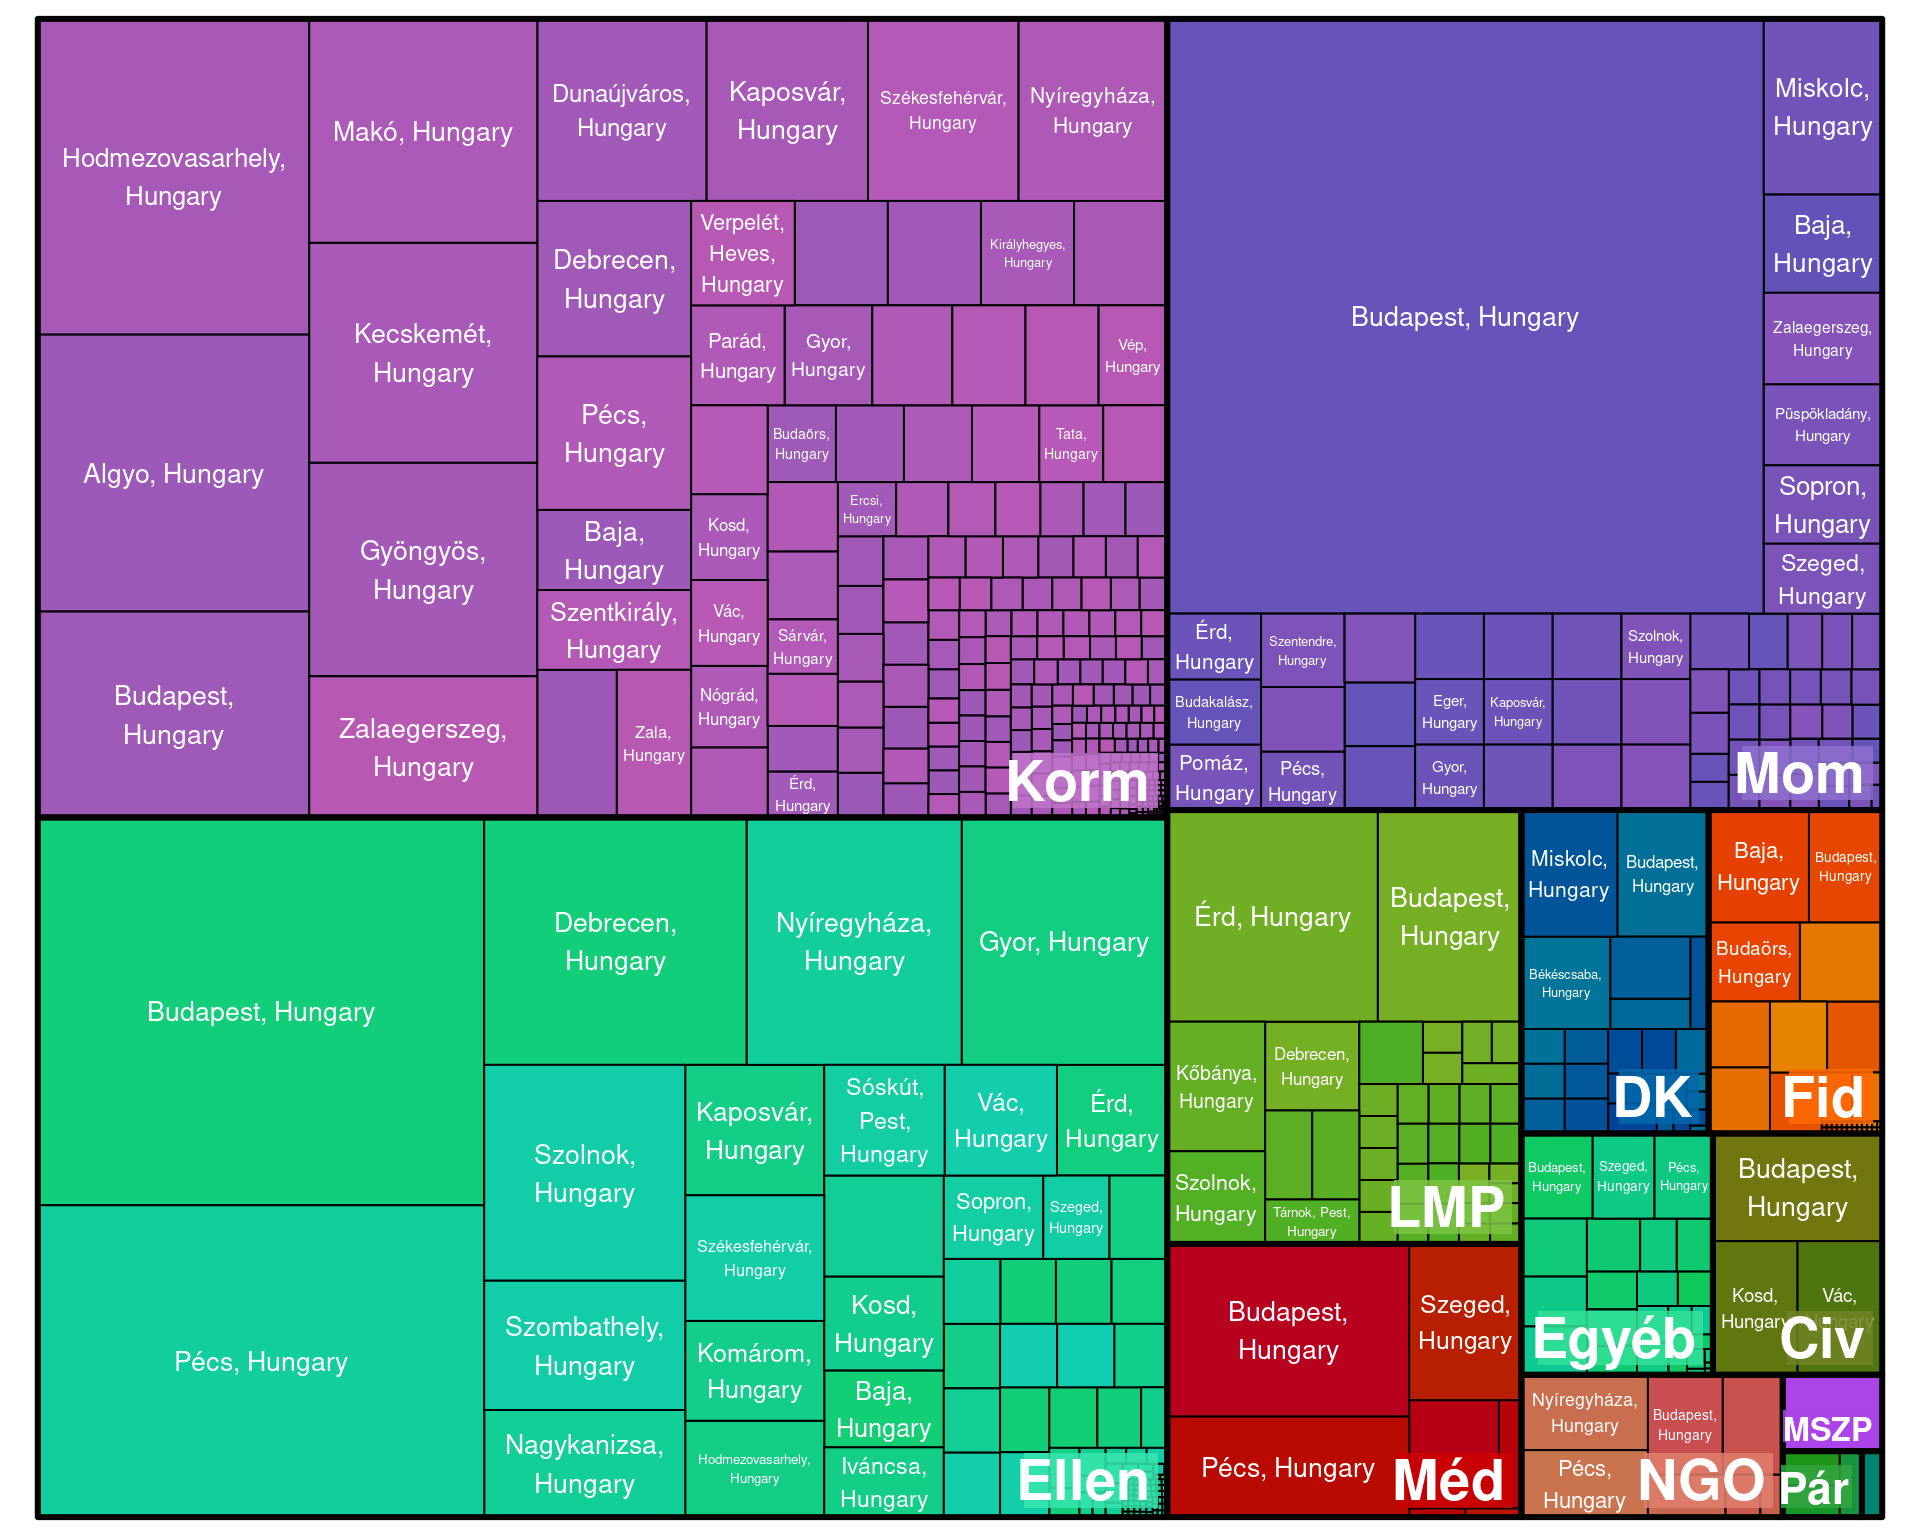 Hodmezovasarhely,
Hungary
Algyo, Hungary
Budapest,
Hungary
Makó, Hungary
Kecskemét,
Hungary
Gyöngyös,
Hungary
Zalaegerszeg,
Hungary
Dunaújváros,
Hungary
Kaposvár,
Hungary
Székesfehérvár,
Hungary
Nyíregyháza,
Hungary
Debrecen,
Hungary
Pécs,
Hungary
Baja,
Hungary
Szentkirály,
Hungary
Zala,
Hungary
Verpelét,
Heves,
Hungary
Királyhegyes,
Hungary
Parád,
Hungary
Gyor,
Hungary
Vép,
Hungary
Budaörs,
Hungary
Tata,
Hungary
Kosd,
Hungary
Ercsi,
Hungary
Vác,
Hungary
Sárvár,
Hungary
Nógrád,
Hungary
Érd,
Hungary
Korm
Budapest, Hungary
Miskolc,
Hungary
Baja,
Hungary
Zalaegerszeg,
Hungary
Püspökladány,
Hungary
Sopron,
Hungary
Szeged,
Hungary
Érd,
Hungary
Szentendre,
Hungary
Szolnok,
Hungary
Budakalász,
Hungary
Eger,
Hungary
Kaposvár,
Hungary
Pomáz,
Hungary
Pécs,
Hungary
Gyor,
Hungary
Mom
Budapest, Hungary
Pécs, Hungary
Debrecen,
Hungary
Nyíregyháza,
Hungary
Gyor, Hungary
Szolnok,
Hungary
Szombathely,
Hungary
Nagykanizsa,
Hungary
Kaposvár,
Hungary
Székesfehérvár,
Hungary
Komárom,
Hungary
Hodmezovasarhely,
Hungary
Sóskút,
Pest,
Hungary
Vác,
Hungary
Érd,
Hungary
Sopron,
Hungary
Szeged,
Hungary
Kosd,
Hungary
Baja,
Hungary
Iváncsa,
Hungary
Ellen
Érd, Hungary
Budapest,
Hungary
Kőbánya,
Hungary
Debrecen,
Hungary
Szolnok,
Hungary
Tárnok, Pest,
Hungary
LMP
Budapest,
Hungary
Szeged,
Hungary
Pécs, Hungary
Méd
Miskolc,
Hungary
Budapest,
Hungary
Békéscsaba,
Hungary
DK
Baja,
Hungary
Budapest,
Hungary
Budaörs,
Hungary
Fid
Budapest,
Hungary
Szeged,
Hungary
Pécs,
Hungary
Egyéb
Budapest,
Hungary
Kosd,
Hungary
Vác,
Hungary
Civ
Nyíregyháza,
Hungary
Budapest,
Hungary
Pécs,
Hungary
NGO
MSZP
Pár